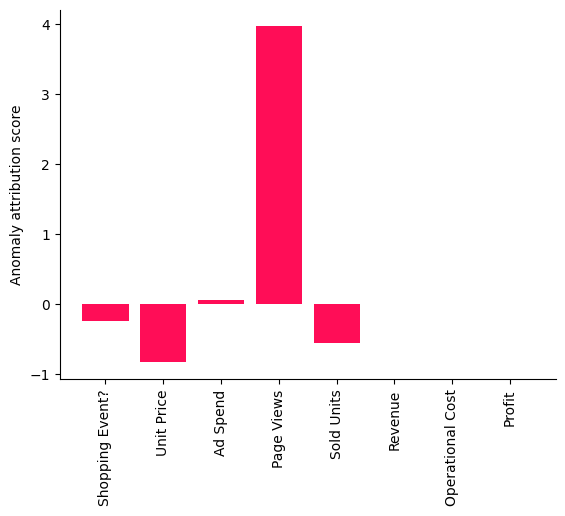 Anomaly attribution score
4
3
2
1
0
−1
Shopping Event?
Unit Price
Ad Spend
Page Views
Sold Units
Revenue
Operational Cost
Profit